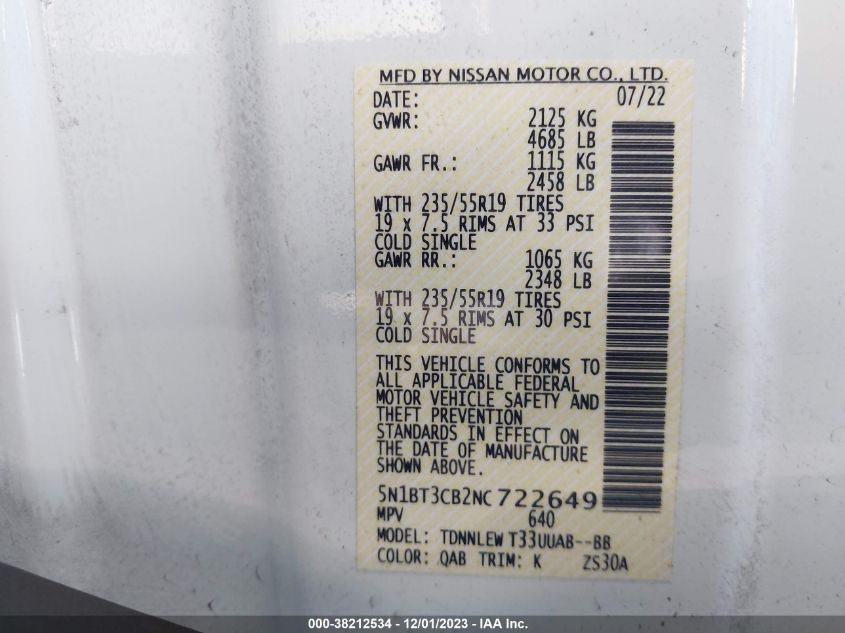 MFD BY NISSAN MOTOR CO., LTD.
DATE: 07/22
GVWR: 2125 KG
4685 LB
GAWR FR.: 1115 KG
2458 LB
WITH 235/55R19 TIRES
19 x 7.5 RIMS AT 33 PSI
COLD SINGLE
GAWR RR.: 1065 KG
2348 LB
WITH 235/55R19 TIRES
19 x 7.5 RIMS AT 30 PSI
COLD SINGLE
THIS VEHICLE CONFORMS TO
ALL APPLICABLE FEDERAL
MOTOR VEHICLE SAFETY AND
THEFT PREVENTION
STANDARDS IN EFFECT ON
THE DATE OF MANUFACTURE
SHOWN ABOVE.
5N1BT3CB2NC722649
MPV 640
MODEL: TDNNLEW T33UUAB--BB
COLOR: QAB TRIM: K ZS30A
000-38212534 - 12/01/2023 - IAA Inc.